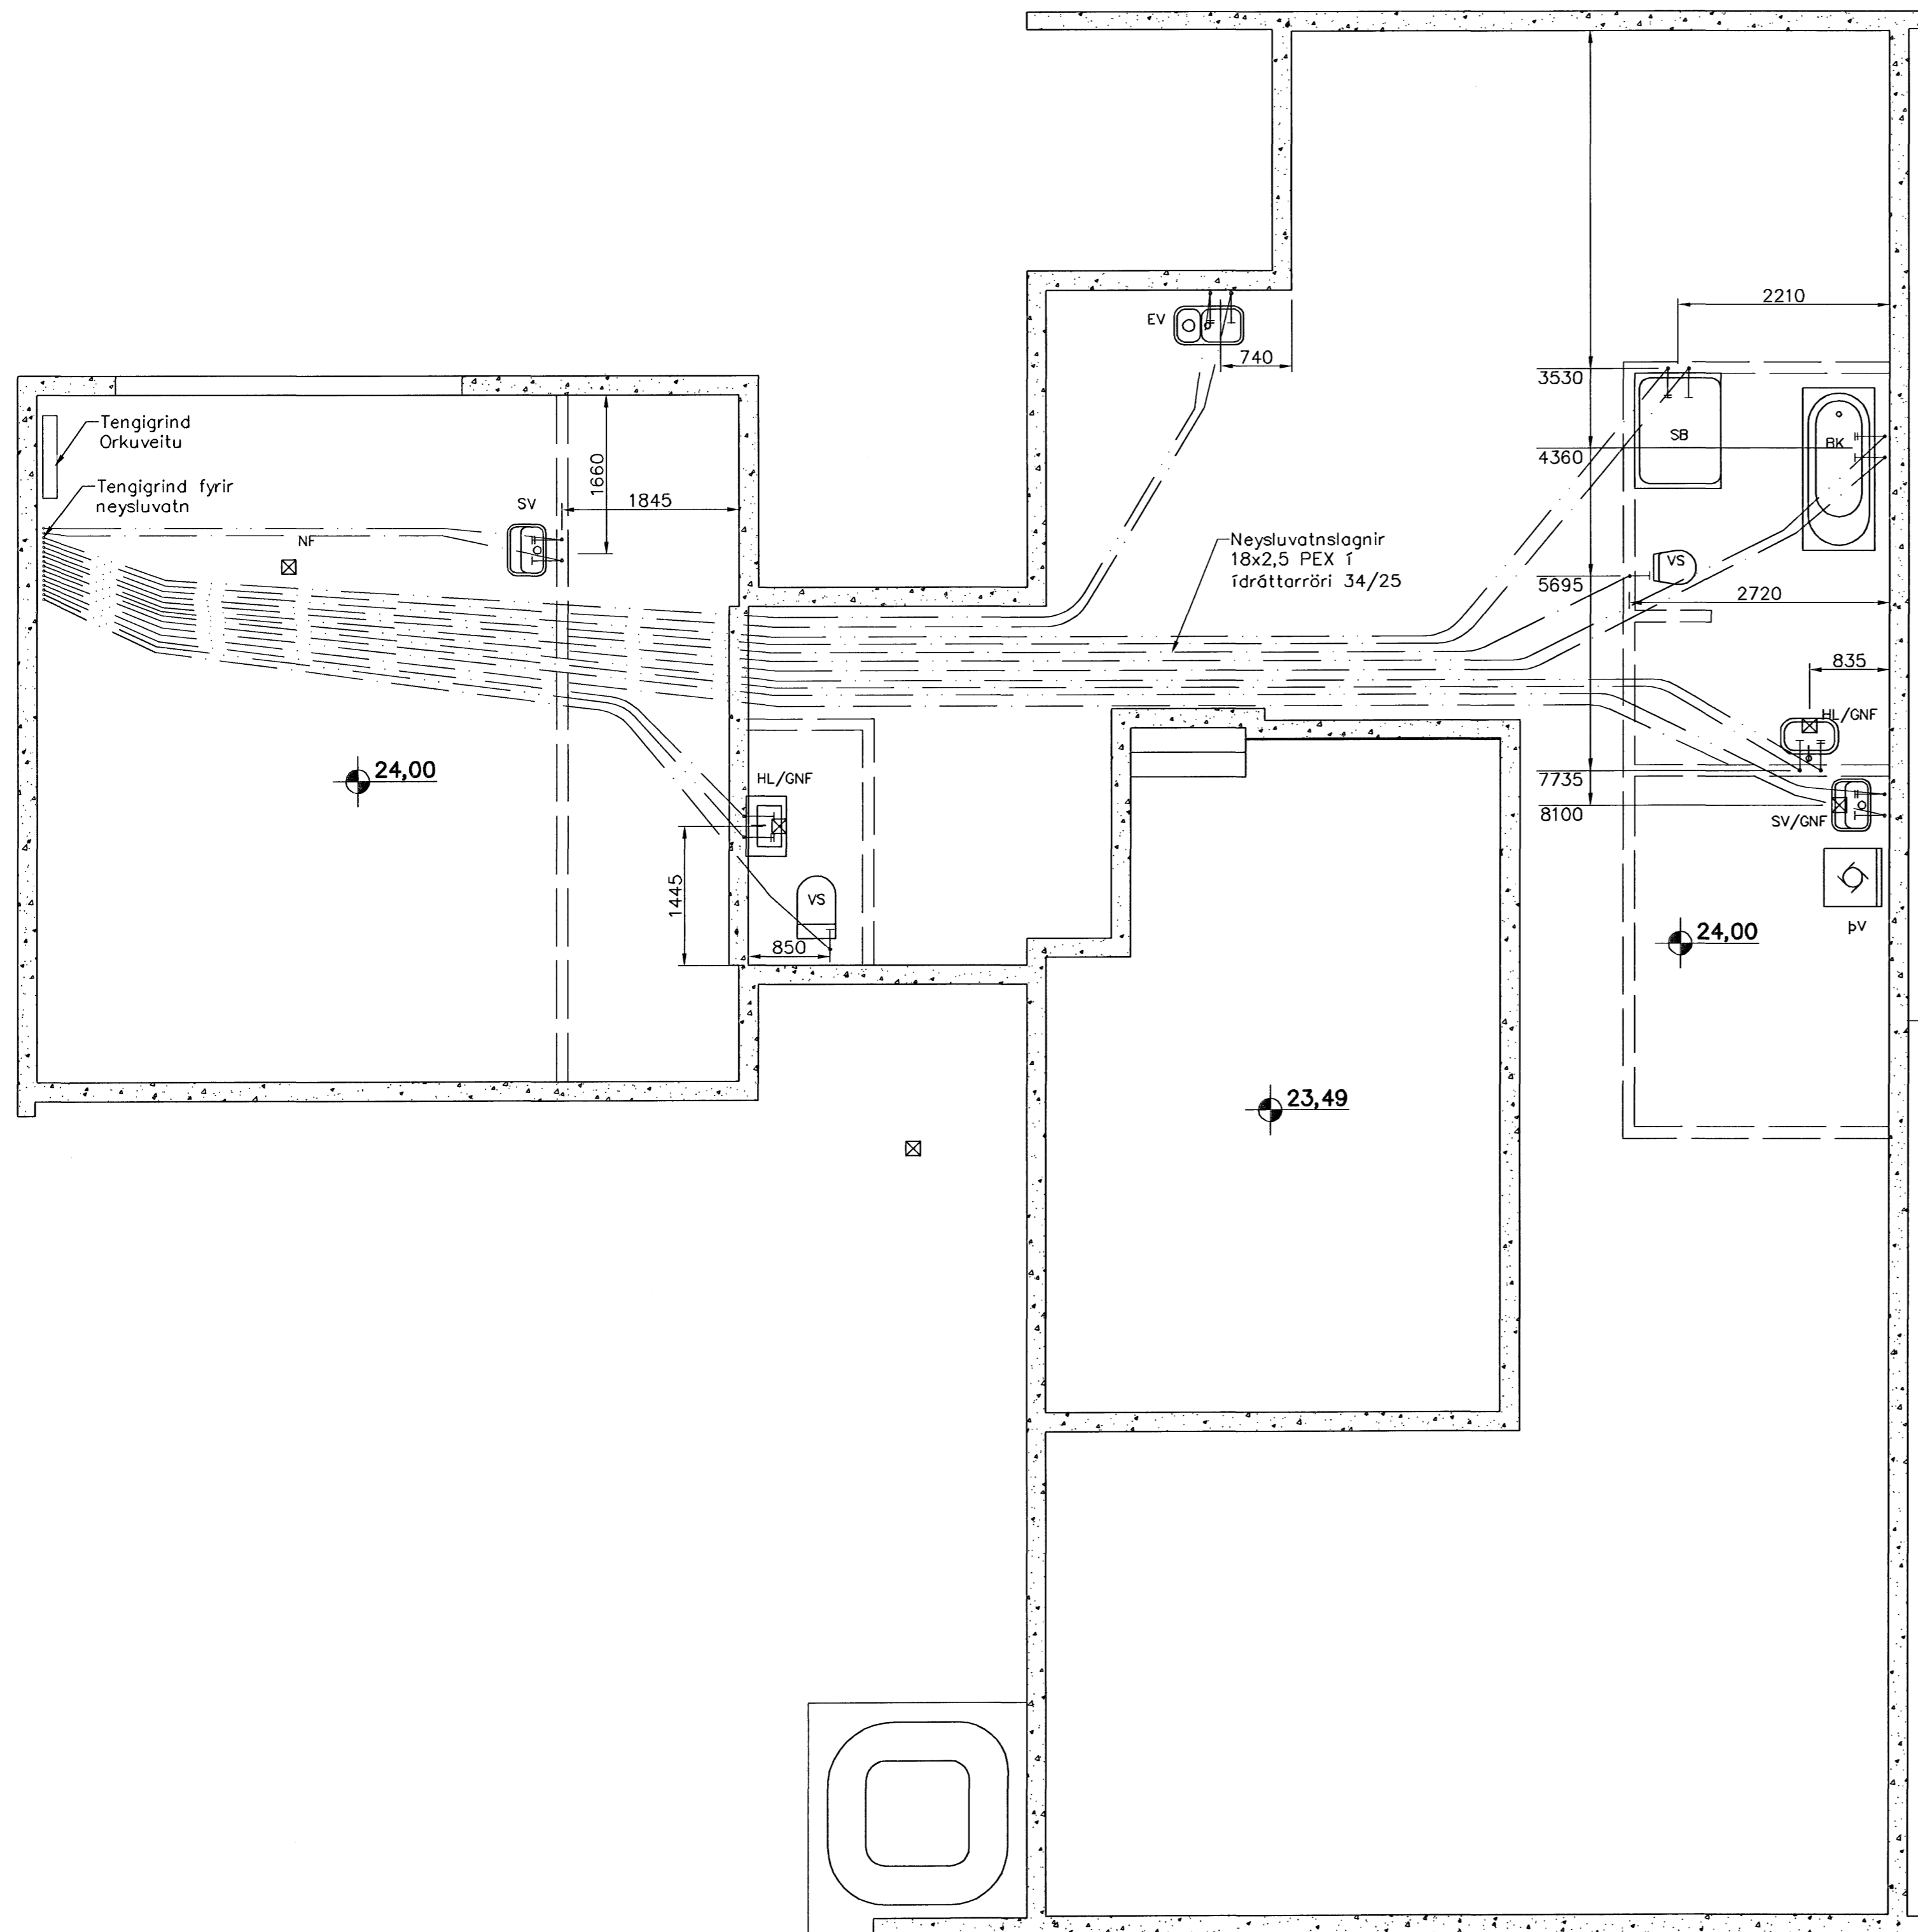 2210
EV
740
3530
SB
BK
4360
Tengigrind
Orkuveitu
Tengigrind fyrir
neysluvatn
1660
SV
1845
NF
Neysluvatnslagnir
18x2,5 PEX í
ídráttarröri 34/25
VS
5695
2720
835
HL/GNF
24,00
HL/GNF
7735
8100
SV/GNF
1445
VS
850
24,00
ÞV
23,49